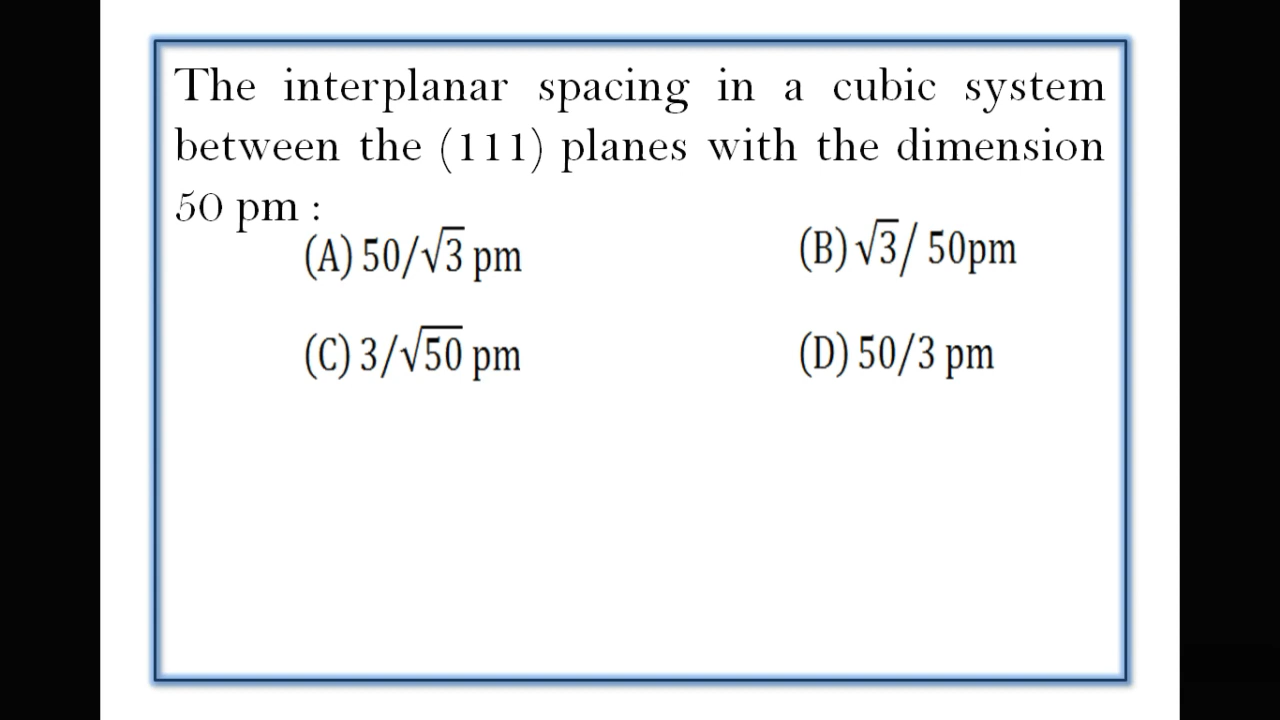 The interplanar spacing in a cubic system
between the (111) planes with the dimension
50 pm :
(A) 50/√3 pm (B) √3/ 50pm
(C) 3/√50 pm (D) 50/3 pm